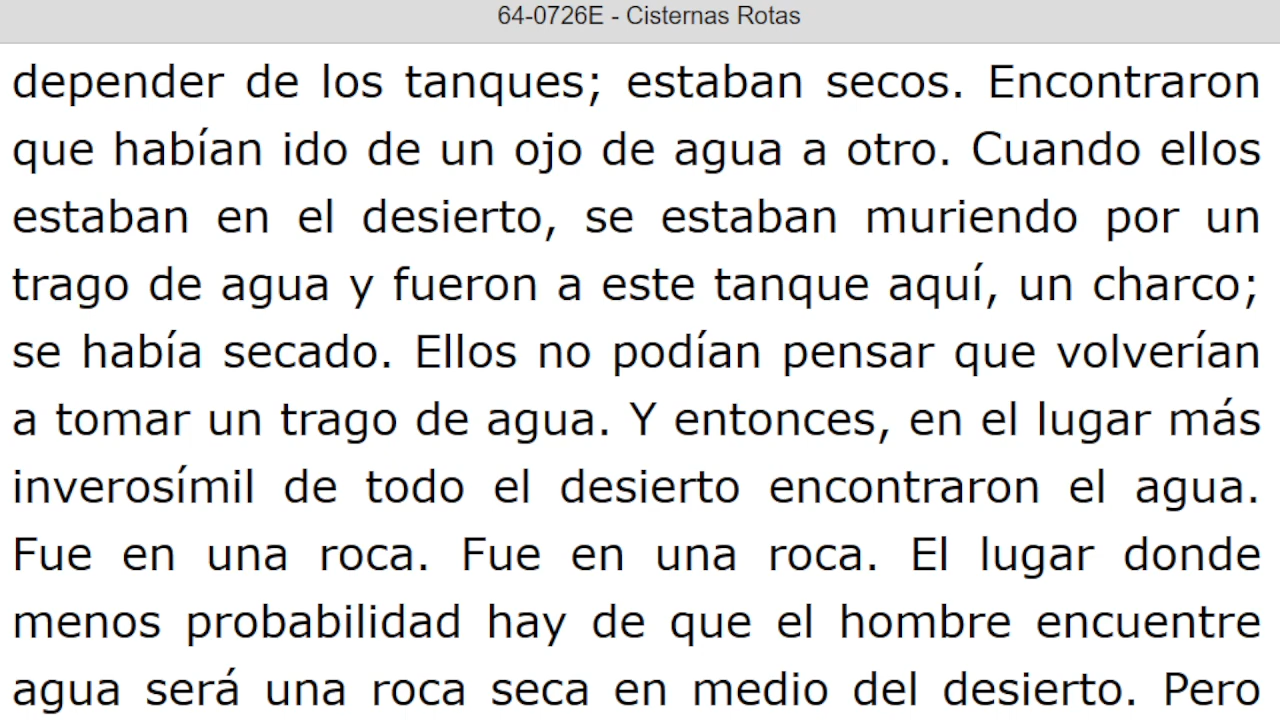 64-0726E - Cisternas Rotas
depender de los tanques; estaban secos. Encontraron
que habían ido de un ojo de agua a otro. Cuando ellos
estaban en el desierto, se estaban muriendo por un
trago de agua y fueron a este tanque aquí, un charco;
se había secado. Ellos no podían pensar que volverían
a tomar un trago de agua. Y entonces, en el lugar más
inverosímil de todo el desierto encontraron el agua.
Fue en una roca. Fue en una roca. El lugar donde
menos probabilidad hay de que el hombre encuentre
agua será una roca seca en medio del desierto. Pero